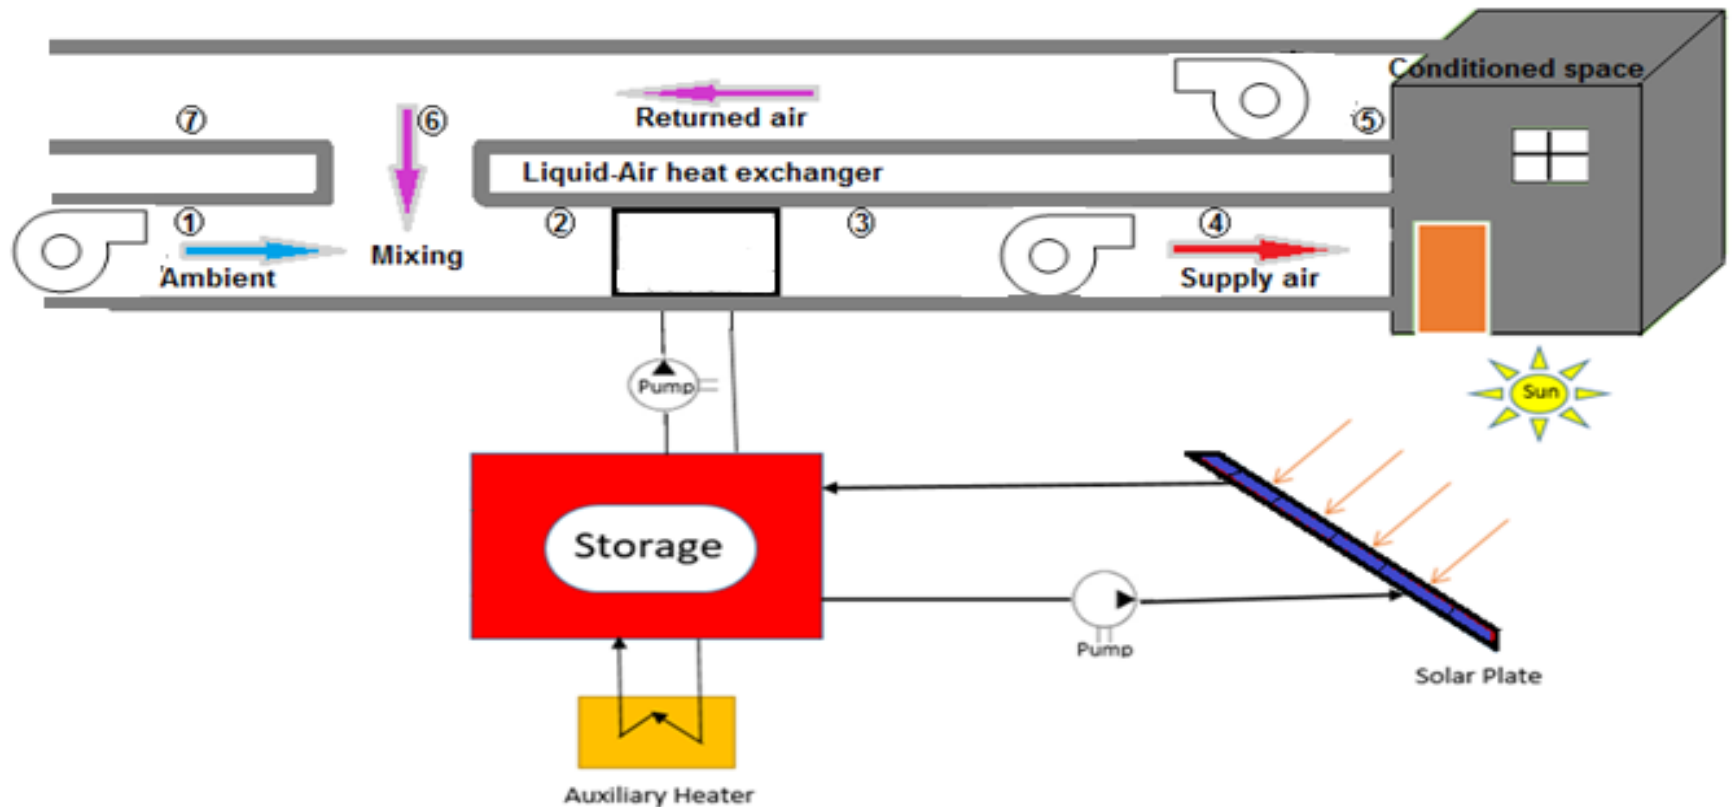 Conditioned space
⑦
⑥
Returned air
⑤
Liquid-Air heat exchanger
①
②
③
④
Ambient
Mixing
Supply air
Pump
Sun
Storage
Pump
Solar Plate
Auxiliary Heater